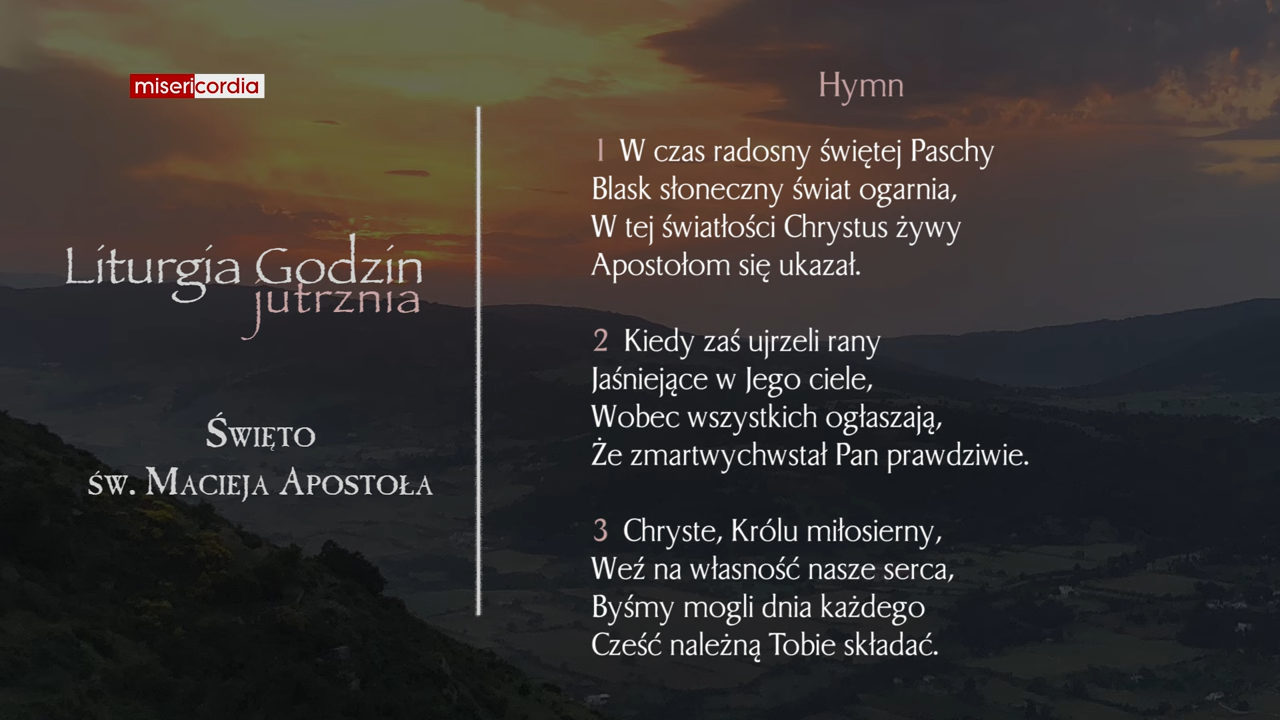 misericordia
Liturgia Godzin
jutrznia
Święto
św. Macieja Apostoła
Hymn
1 W czas radosny świętej Paschy
Blask słoneczny świat ogarnia,
W tej światłości Chrystus żywy
Apostołom się ukazał.
2 Kiedy zaś ujrzeli rany
Jaśniejące w Jego ciele,
Wobec wszystkich ogłaszają,
Że zmartwychwstał Pan prawdziwie.
3 Chryste, Królu miłosierny,
Weź na własność nasze serca,
Byśmy mogli dnia każdego
Cześć należną Tobie składać.